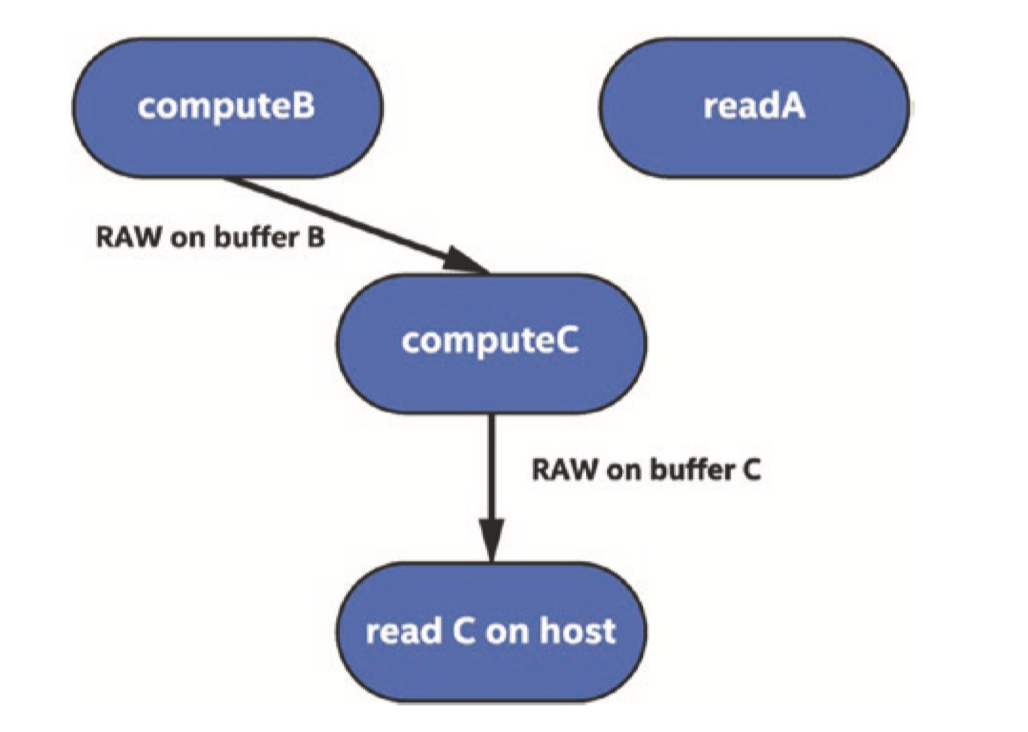 computeB
readA
RAW on buffer B
computeC
RAW on buffer C
read C on host